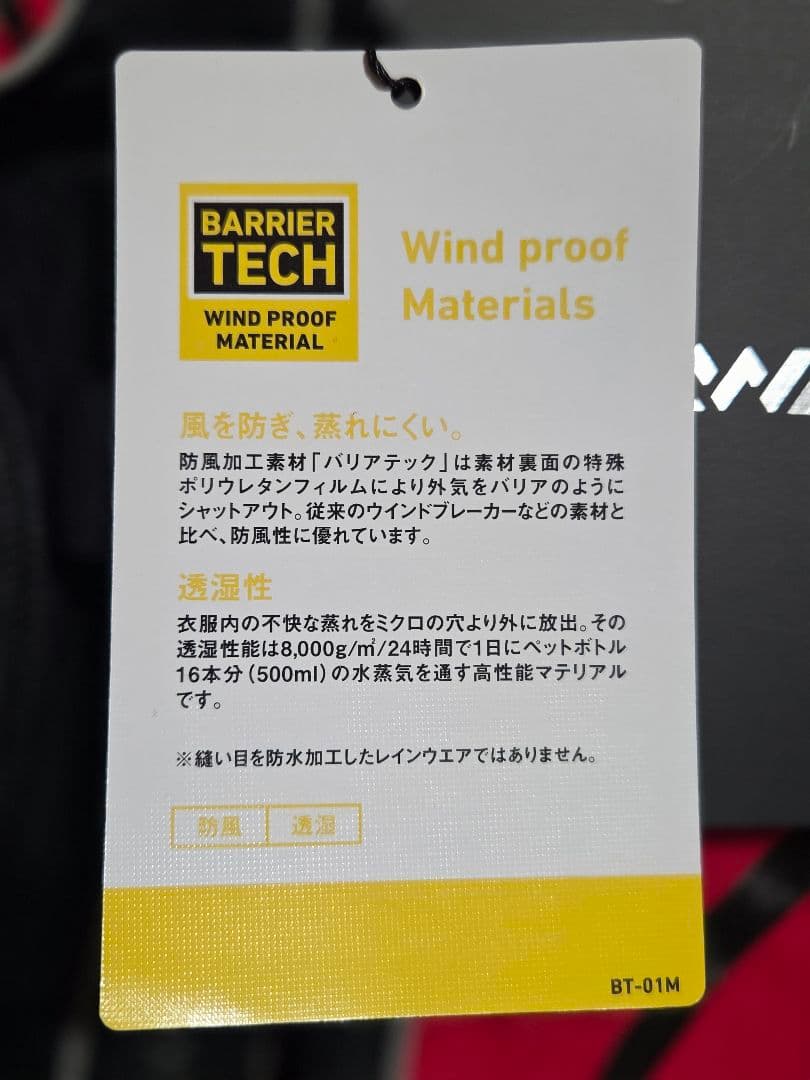 BARRIER
TECH
WIND PROOF
MATERIAL
Wind proof
Materials
風を防ぎ、蒸れにくい。
防風加工素材「バリアテック」は素材裏面の特殊
ポリウレタンフィルムにより外気をバリアのように
シャットアウト。従来のウインドブレーカーなどの素材と
比べ、防風性に優れています。
透湿性
衣服内の不快な蒸れをミクロの穴より外に放出。その
透湿性能は8,000g/㎡/24時間で1日にペットボトル
16本分(500ml)の水蒸気を通す高性能マテリアル
です。
※縫い目を防水加工したレインウエアではありません。
防風 透湿
BT-01M